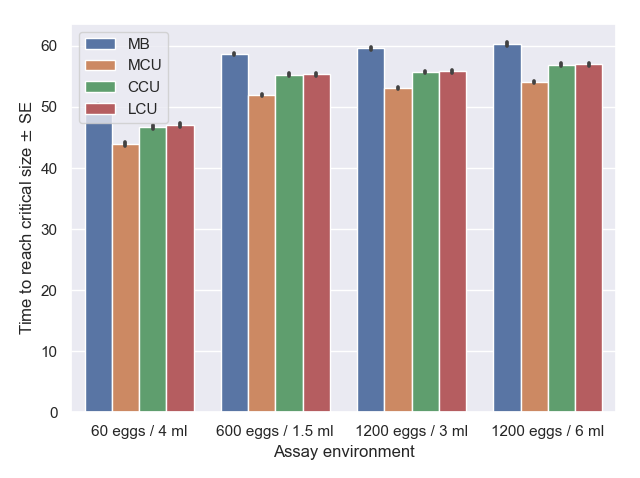 MB
MCU
CCU
LCU
Time to reach critical size ± SE
60
50
40
30
20
10
0
60 eggs / 4 ml
600 eggs / 1.5 ml
1200 eggs / 3 ml
1200 eggs / 6 ml
Assay environment